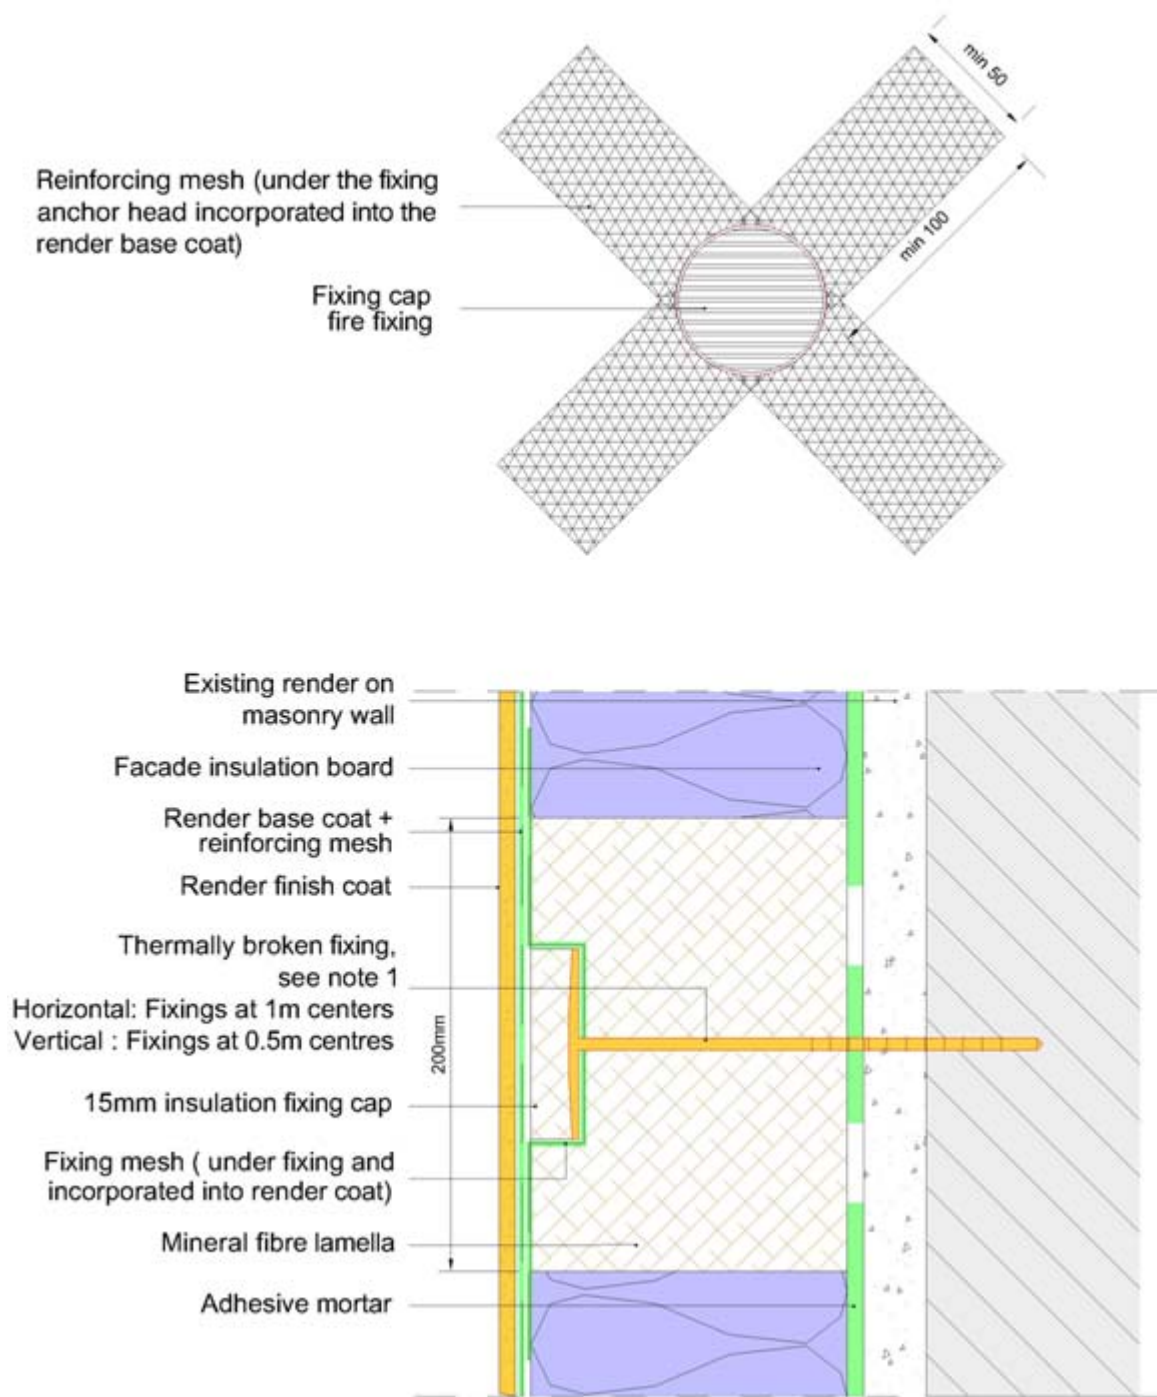 min 50
Reinforcing mesh (under the fixing
anchor head incorporated into the
render base coat)
min 100
Fixing cap
fire fixing
Existing render on
masonry wall
Facade insulation board
Render base coat +
reinforcing mesh
Render finish coat
Thermally broken fixing,
see note 1
Horizontal: Fixings at 1m centers
Vertical : Fixings at 0.5m centres
200mm
15mm insulation fixing cap
Fixing mesh ( under fixing and
incorporated into render coat)
Mineral fibre lamella
Adhesive mortar